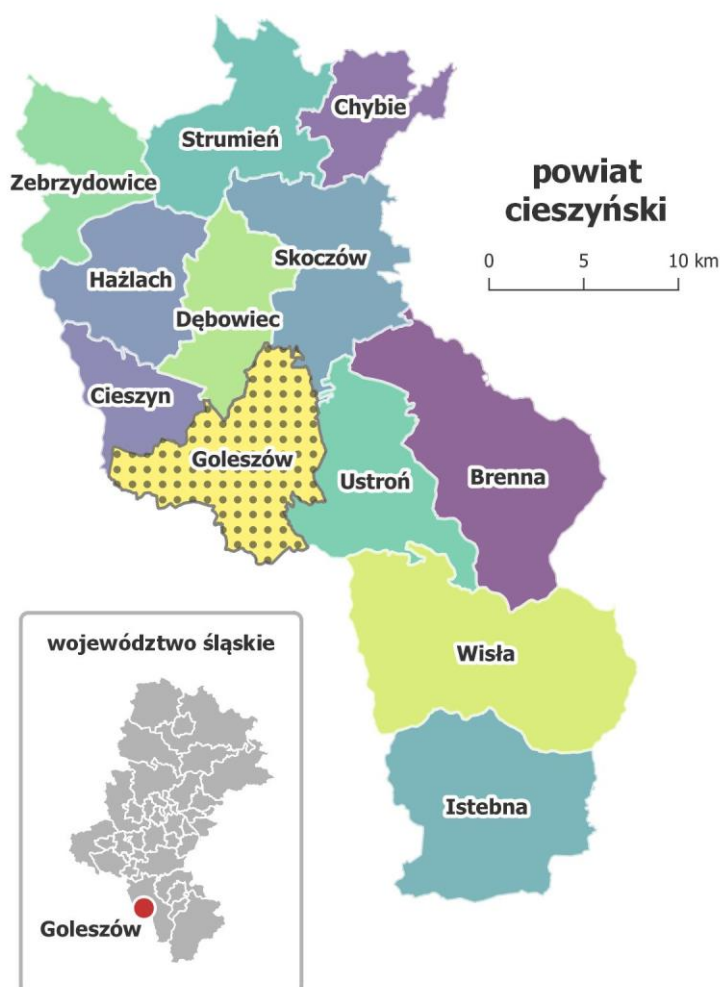 Chybie
Strumień
powiat
cieszyński
Zebrzydowice
Skoczów
0 5 10 km
Hażlach
Dębowiec
Cieszyn
Goleszów
Ustroń
Brenna
województwo śląskie
Wisła
Istebna
Goleszów